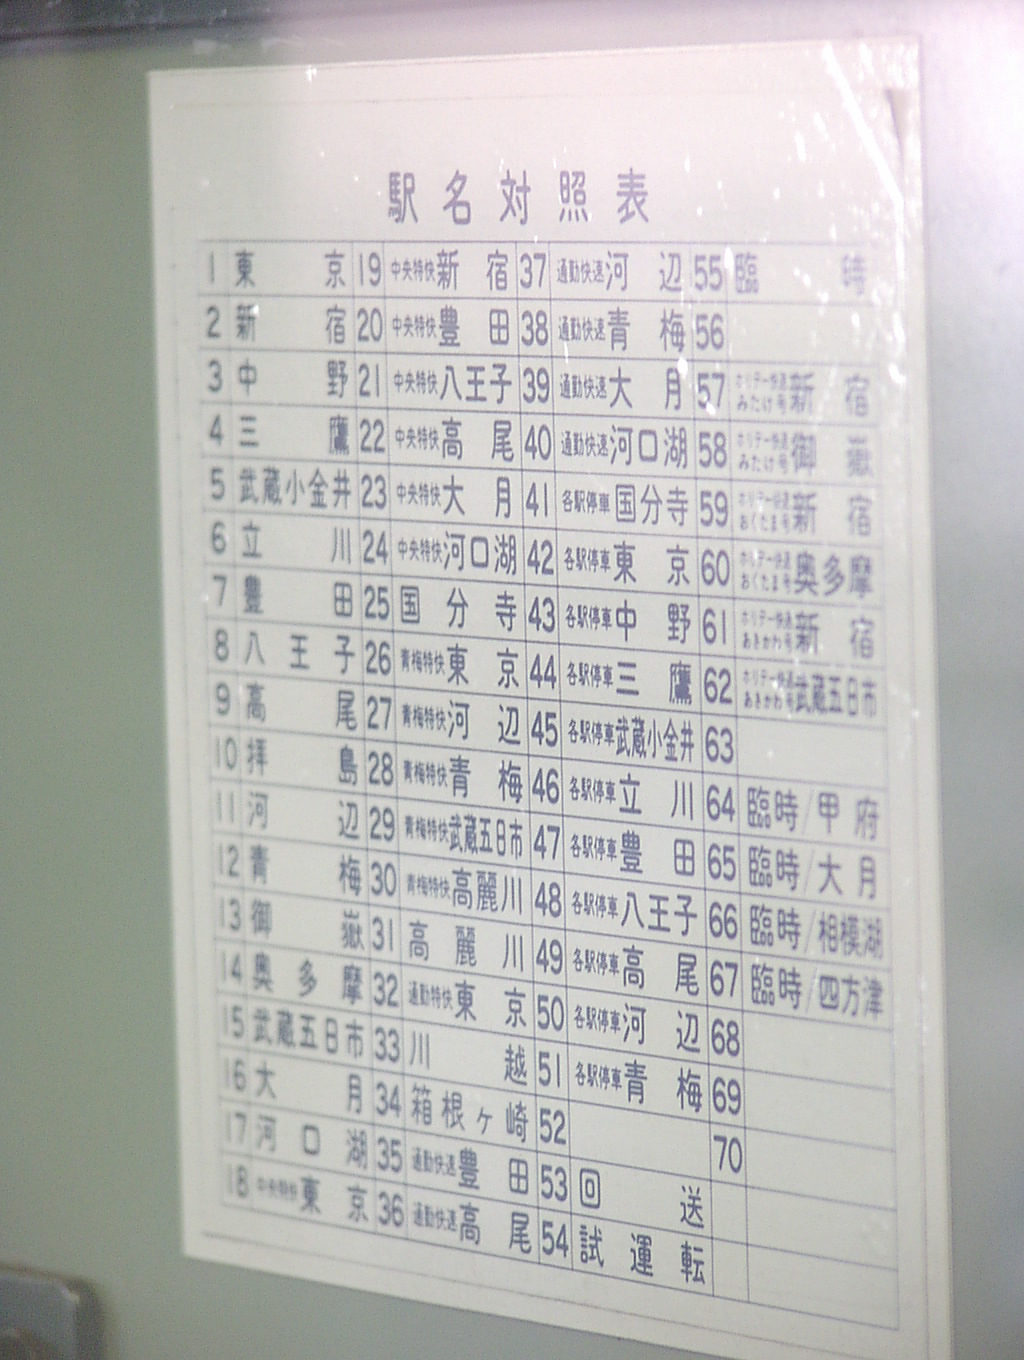 駅名対照表
1 東京 19 中央特快 新宿 37 通勤快速 河辺 55 臨時
2 新宿 20 中央特快 豊田 38 通勤快速 青梅 56
3 中野 21 中央特快 八王子 39 通勤快速 大月 57 ホリデー快速みたけ号 新宿
4 三鷹 22 中央特快 高尾 40 通勤快速 河口湖 58 ホリデー快速みたけ号 御嶽
5 武蔵小金井 23 中央特快 大月 41 各駅停車 国分寺 59 ホリデー快速おくたま号 新宿
6 立川 24 中央特快 河口湖 42 各駅停車 東京 60 ホリデー快速おくたま号 奥多摩
7 豊田 25 国分寺 43 各駅停車 中野 61 ホリデー快速あきかわ号 新宿
8 八王子 26 青梅特快 東京 44 各駅停車 三鷹 62 ホリデー快速あきかわ号 武蔵五日市
9 高尾 27 青梅特快 河辺 45 各駅停車 武蔵小金井 63
10 拝島 28 青梅特快 青梅 46 各駅停車 立川 64 臨時/甲府
11 河辺 29 青梅特快 武蔵五日市 47 各駅停車 豊田 65 臨時/大月
12 青梅 30 青梅特快 高麗川 48 各駅停車 八王子 66 臨時/相模湖
13 御嶽 31 高麗川 49 各駅停車 高尾 67 臨時/四方津
14 奥多摩 32 通勤特快 東京 50 各駅停車 河辺 68
15 武蔵五日市 33 川越 51 各駅停車 青梅 69
16 大月 34 箱根ヶ崎 52 70
17 河口湖 35 通勤快速 豊田 53 回送
18 中央特快 東京 36 通勤快速 高尾 54 試運転